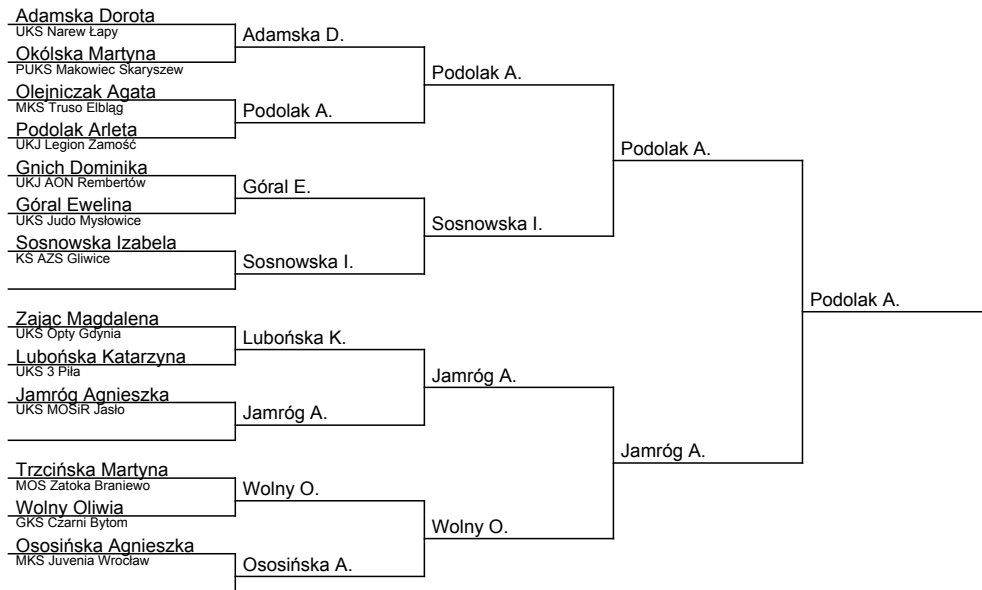 Adamska Dorota
UKS Narew Łapy
Okólska Martyna
PUKS Makowiec Skaryszew
Olejniczak Agata
MKS Truso Elbląg
Podolak Arleta
UKJ Legion Zamość
Gnich Dominika
UKJ AON Rembertów
Góral Ewelina
UKS Judo Mysłowice
Sosnowska Izabela
KS AZS Gliwice
Zając Magdalena
UKS Opty Gdynia
Lubońska Katarzyna
UKS 3 Piła
Jamróg Agnieszka
UKS MOSiR Jasło
Trzcińska Martyna
MOS Zatoka Braniewo
Wolny Oliwia
GKS Czarni Bytom
Ososińska Agnieszka
MKS Juvenia Wrocław
Adamska D.
Podolak A.
Góral E.
Sosnowska I.
Lubońska K.
Jamróg A.
Wolny O.
Ososińska A.
Podolak A.
Sosnowska I.
Jamróg A.
Wolny O.
Podolak A.
Jamróg A.
Podolak A.